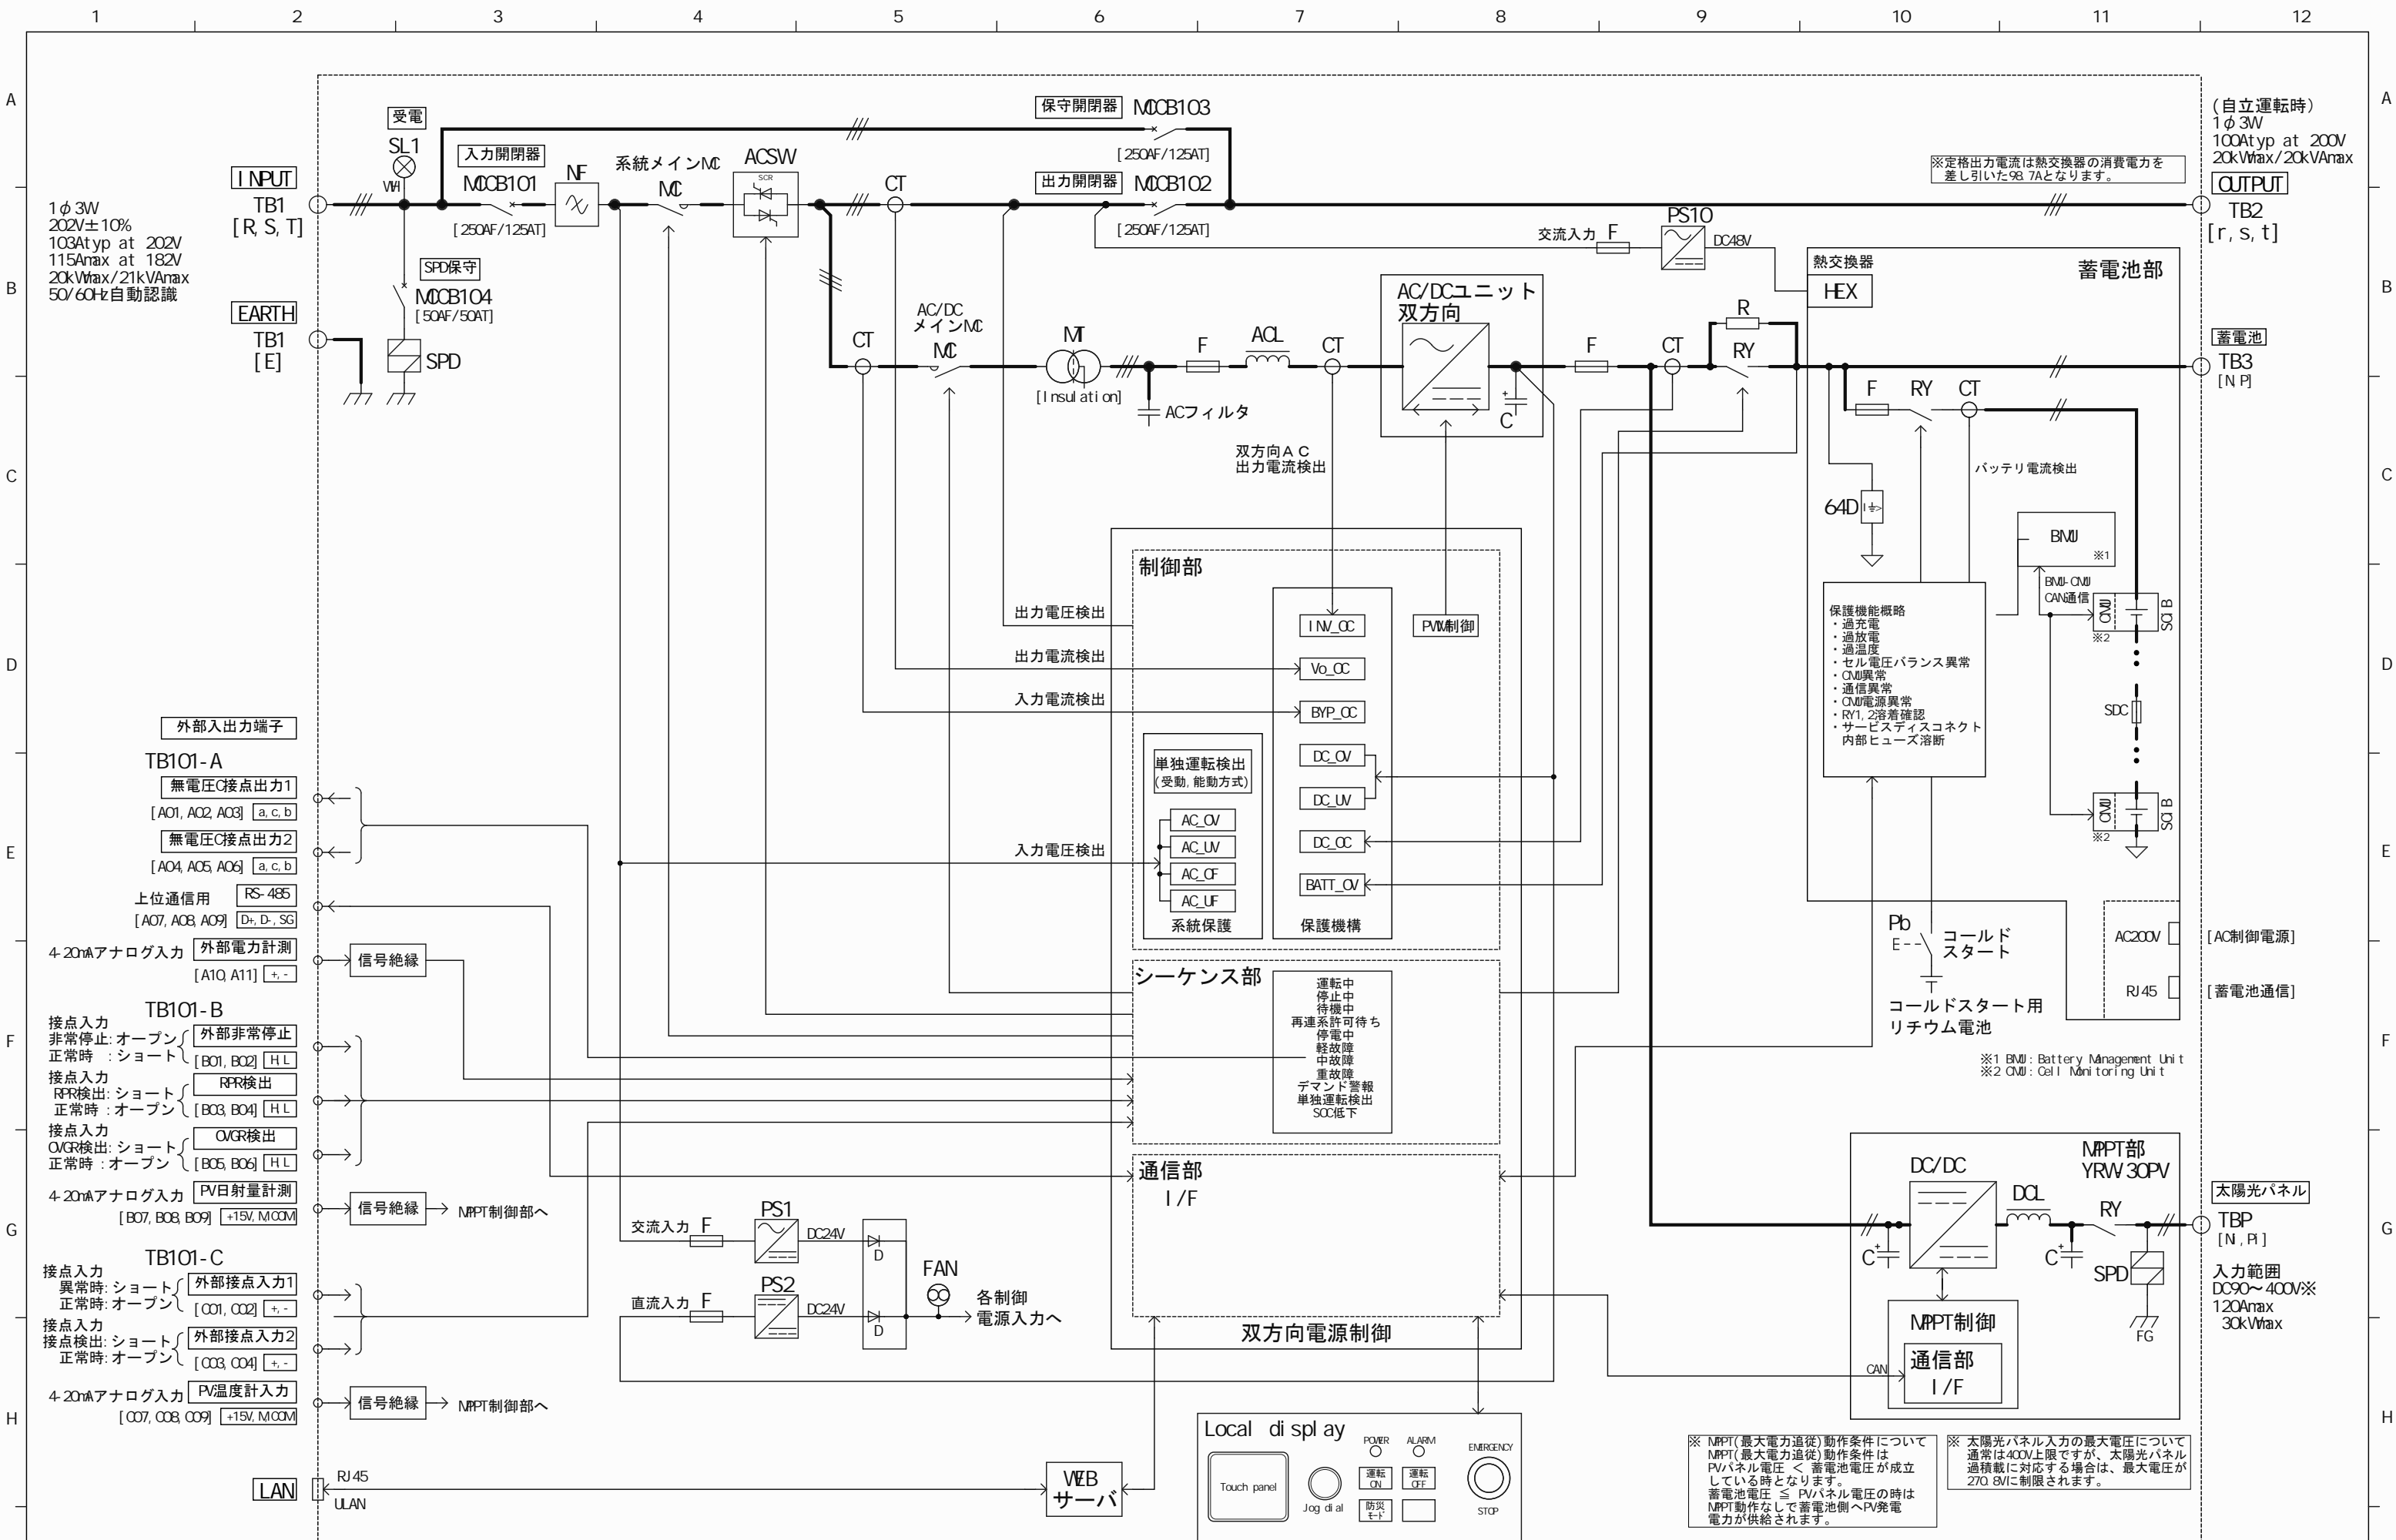 1 2 3 4 5 6 7 8 9 10 11 12
A
A
受電
SL1
WH
保守開閉器 MCCB103
[250AF/125AT]
入力開閉器
MCCB101
[250AF/125AT]
NF
系統メインMC
MC
ACSW
SCR
CT
出力開閉器 MCCB102
[250AF/125AT]
※定格出力電流は熱交換器の消費電力を
差し引いた98.7Aとなります。
(自立運転時)
1φ3W
100Atyp at 200V
20kWmax/20kVAmax
OUTPUT
TB2
[r,s,t]
INPUT
TB1
[R,S,T]
1φ3W
202V±10%
103Atyp at 202V
115Amax at 182V
20kWmax/21kVAmax
50/60Hz自動認識
B
B
EARTH
TB1
[E]
SPD保守
MCCB104
[50AF/50AT]
SPD
交流入力 F
PS10
DC48V
熱交換器
HEX
蓄電池部
CT
AC/DC
メインMC
MC
MT
[Insulation]
ACフィルタ
F
ACL
CT
AC/DCユニット
双方向
C
F
CT
R
RY
蓄電池
TB3
[N,P]
F RY CT
C
C
双方向AC
出力電流検出
バッテリ電流検出
64D
I
BMU
※1
BMU-CMU
CAN通信
CMU
SCiB
※2
SDC
CMU
SCiB
※2
保護機能概略
・過充電
・過放電
・過温度
・セル電圧バランス異常
・CMU異常
・通信異常
・CMU電源異常
・RY1,2溶着確認
・サービスディスコネクト
内部ヒューズ溶断
D
D
制御部
出力電圧検出
出力電流検出
入力電流検出
入力電圧検出
INV_OC
Vo_OC
BYP_OC
DC_OV
DC_UV
DC_OC
BATT_OV
保護機構
PWM制御
単独運転検出
(受動,能動方式)
AC_OV
AC_UV
AC_OF
AC_UF
系統保護
外部入出力端子
TB101-A
無電圧C接点出力1
[A01,A02,A03] a,c,b
無電圧C接点出力2
[A04,A05,A06] a,c,b
E
E
上位通信用 RS-485
[A07,A08,A09] D+,D-,SG
4-20mAアナログ入力 外部電力計測
[A10,A11] +,-
信号絶縁
Pb
E
コールド
スタート
コールドスタート用
リチウム電池
AC200V
[AC制御電源]
RJ45
[蓄電池通信]
※1 BMU: Battery Management Unit
※2 CMU: Cell Monitoring Unit
シーケンス部
運転中
停止中
待機中
再連系許可待ち
停電中
軽故障
中故障
重故障
デマンド警報
単独運転検出
SOC低下
F
F
TB101-B
接点入力
非常停止:オープン
正常時 :ショート
外部非常停止
[B01,B02] H,L
接点入力
RPR検出:ショート
正常時 :オープン
RPR検出
[B03,B04] H,L
接点入力
OVGR検出:ショート
正常時 :オープン
OVGR検出
[B05,B06] H,L
4-20mAアナログ入力 PV日射量計測
[B07,B08,B09] +15V,M,COM
信号絶縁
MPPT制御部へ
G
G
通信部
I/F
双方向電源制御
交流入力 F
PS1
DC24V
D
直流入力 F
PS2
DC24V
D
FAN
各制御
電源入力へ
MPPT部
YRW-30PV
DC/DC
C
DCL
C
RY
SPD
FG
MPPT制御
通信部
I/F
CAN
太陽光パネル
TBP
[Ni,Pi]
入力範囲
DC90～400V※
120Amax
30kWmax
TB101-C
接点入力
異常時:ショート
正常時:オープン
外部接点入力1
[C01,C02] +,-
接点入力
接点検出:ショート
正常時:オープン
外部接点入力2
[C03,C04] +,-
4-20mAアナログ入力 PV温度計入力
[C07,C08,C09] +15V,M,COM
信号絶縁
MPPT制御部へ
H
H
LAN
RJ45
ULAN
WEB
サーバ
Local display
Touch panel
Jog dial
POWER
ALARM
運転
ON
運転
OFF
防災
モード
EMERGENCY
STOP
※ MPPT(最大電力追従)動作条件について
MPPT(最大電力追従)動作条件は
PVパネル電圧 ＜ 蓄電池電圧が成立
している時となります。
蓄電池電圧 ≦ PVパネル電圧の時は
MPPT動作なしで蓄電池側へPV発電
電力が供給されます。
※ 太陽光パネル入力の最大電圧について
通常は400V上限ですが、太陽光パネル
過積載に対応する場合は、最大電圧が
270.8Vに制限されます。